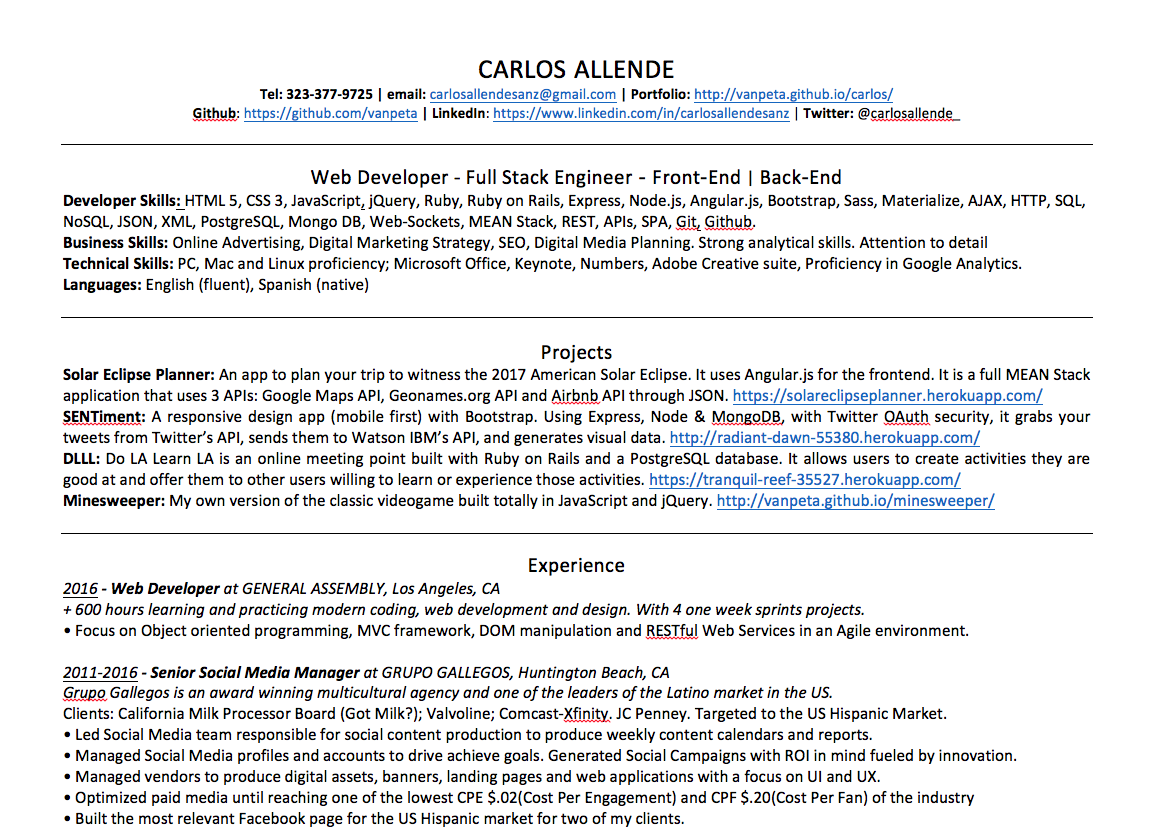 CARLOS ALLENDE
Tel: 323-377-9725 | email: carlosallendesanz@gmail.com | Portfolio: http://vanpeta.github.io/carlos/
Github: https://github.com/vanpeta | LinkedIn: https://www.linkedin.com/in/carlosallendesanz | Twitter: @carlosallende_
Web Developer - Full Stack Engineer - Front-End | Back-End
Developer Skills: HTML 5, CSS 3, JavaScript, jQuery, Ruby, Ruby on Rails, Express, Node.js, Angular.js, Bootstrap, Sass, Materialize, AJAX, HTTP, SQL,
NoSQL, JSON, XML, PostgreSQL, Mongo DB, Web-Sockets, MEAN Stack, REST, APIs, SPA, Git, Github.
Business Skills: Online Advertising, Digital Marketing Strategy, SEO, Digital Media Planning. Strong analytical skills. Attention to detail
Technical Skills: PC, Mac and Linux proficiency; Microsoft Office, Keynote, Numbers, Adobe Creative suite, Proficiency in Google Analytics.
Languages: English (fluent), Spanish (native)
Projects
Solar Eclipse Planner: An app to plan your trip to witness the 2017 American Solar Eclipse. It uses Angular.js for the frontend. It is a full MEAN Stack
application that uses 3 APIs: Google Maps API, Geonames.org API and Airbnb API through JSON. https://solareclipseplanner.herokuapp.com/
SENTiment: A responsive design app (mobile first) with Bootstrap. Using Express, Node & MongoDB, with Twitter OAuth security, it grabs your
tweets from Twitter's API, sends them to Watson IBM's API, and generates visual data. http://radiant-dawn-55380.herokuapp.com/
DLLL: Do LA Learn LA is an online meeting point built with Ruby on Rails and a PostgreSQL database. It allows users to create activities they are
good at and offer them to other users willing to learn or experience those activities. https://tranquil-reef-35527.herokuapp.com/
Minesweeper: My own version of the classic videogame built totally in JavaScript and jQuery. http://vanpeta.github.io/minesweeper/
Experience
2016 - Web Developer at GENERAL ASSEMBLY, Los Angeles, CA
+ 600 hours learning and practicing modern coding, web development and design. With 4 one week sprints projects.
• Focus on Object oriented programming, MVC framework, DOM manipulation and RESTful Web Services in an Agile environment.
2011-2016 - Senior Social Media Manager at GRUPO GALLEGOS, Huntington Beach, CA
Grupo Gallegos is an award winning multicultural agency and one of the leaders of the Latino market in the US.
Clients: California Milk Processor Board (Got Milk?); Valvoline; Comcast-Xfinity. JC Penney. Targeted to the US Hispanic Market.
• Led Social Media team responsible for social content production to produce weekly content calendars and reports.
• Managed Social Media profiles and accounts to drive achieve goals. Generated Social Campaigns with ROI in mind fueled by innovation.
• Managed vendors to produce digital assets, banners, landing pages and web applications with a focus on UI and UX.
• Optimized paid media until reaching one of the lowest CPE $.02(Cost Per Engagement) and CPF $.20(Cost Per Fan) of the industry
• Built the most relevant Facebook page for the US Hispanic market for two of my clients.